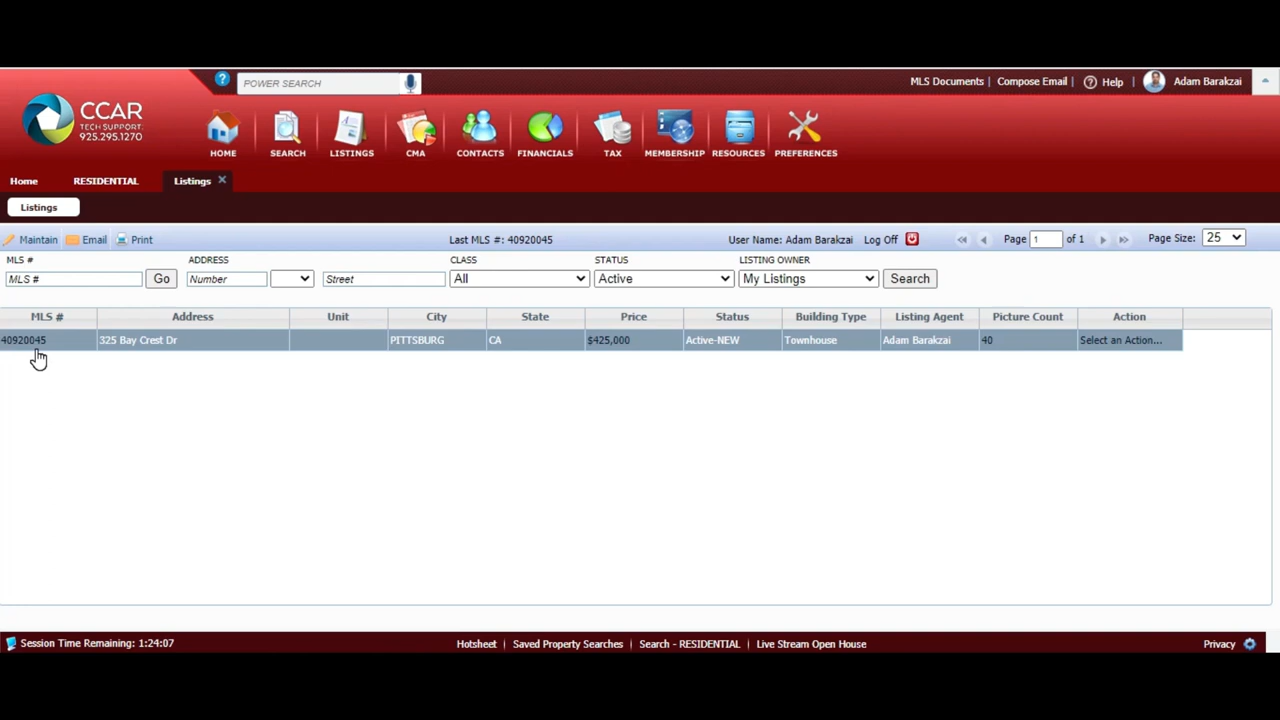 POWER SEARCH
MLS Documents | Compose Email | Help | Adam Barakzai
CCAR
TECH SUPPORT:
925.295.1270
HOME SEARCH LISTINGS CMA CONTACTS FINANCIALS TAX MEMBERSHIP RESOURCES PREFERENCES
Home RESIDENTIAL Listings
Listings
Maintain Email Print Last MLS #: 40920045 User Name: Adam Barakzai Log Off Page 1 of 1 Page Size: 25
MLS # ADDRESS CLASS STATUS LISTING OWNER
MLS # Go Number Street All Active My Listings Search
MLS # Address Unit City State Price Status Building Type Listing Agent Picture Count Action
40920045 325 Bay Crest Dr PITTSBURG CA $425,000 Active-NEW Townhouse Adam Barakzai 40 Select an Action...
Session Time Remaining: 1:24:07 Hotsheet | Saved Property Searches | Search - RESIDENTIAL | Live Stream Open House Privacy